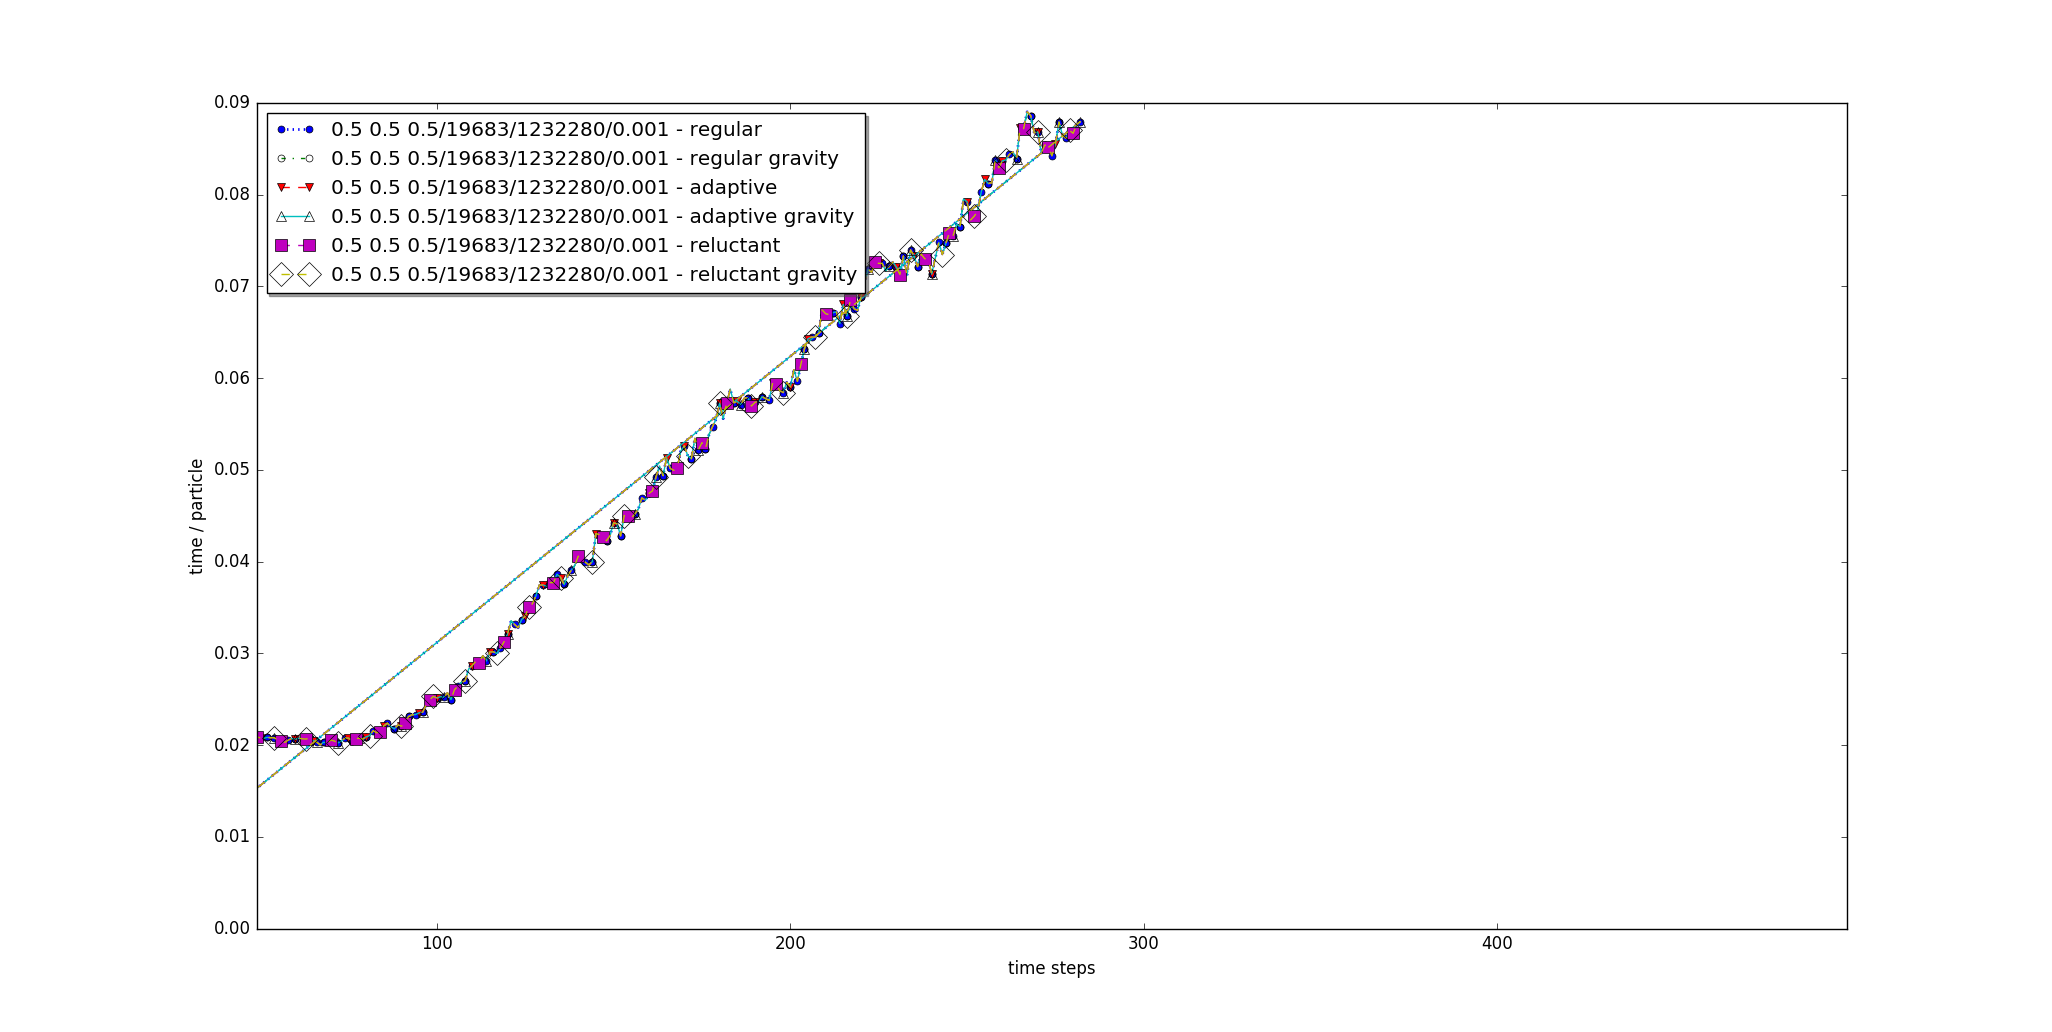 0.09
0.5 0.5 0.5/19683/1232280/0.001 - regular
0.5 0.5 0.5/19683/1232280/0.001 - regular gravity
0.5 0.5 0.5/19683/1232280/0.001 - adaptive
0.5 0.5 0.5/19683/1232280/0.001 - adaptive gravity
0.5 0.5 0.5/19683/1232280/0.001 - reluctant
0.5 0.5 0.5/19683/1232280/0.001 - reluctant gravity
0.08
0.07
0.06
0.05
0.04
0.03
0.02
0.01
0.00
time / particle
100 200 300 400
time steps